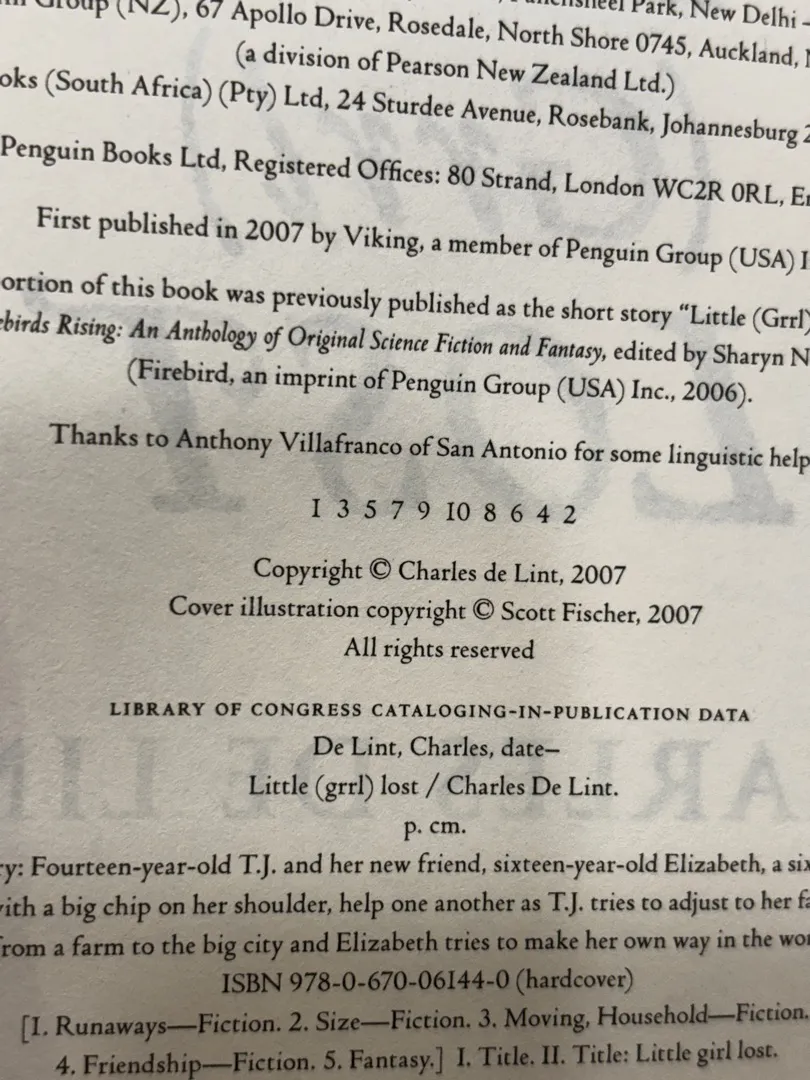 Group (NZ), 67 Apollo Drive, Rosedale, North Shore 0745, Auckland,
Park, New Delhi –
(a division of Pearson New Zealand Ltd.)
oks (South Africa) (Pty) Ltd, 24 Sturdee Avenue, Rosebank, Johannesburg 2
Penguin Books Ltd, Registered Offices: 80 Strand, London WC2R 0RL, En
First published in 2007 by Viking, a member of Penguin Group (USA) I
ortion of this book was previously published as the short story “Little (Grrl)
ebirds Rising: An Anthology of Original Science Fiction and Fantasy, edited by Sharyn N
(Firebird, an imprint of Penguin Group (USA) Inc., 2006).
Thanks to Anthony Villafranco of San Antonio for some linguistic help
1 3 5 7 9 10 8 6 4 2
Copyright © Charles de Lint, 2007
Cover illustration copyright © Scott Fischer, 2007
All rights reserved
LIBRARY OF CONGRESS CATALOGING-IN-PUBLICATION DATA
De Lint, Charles, date–
Little (grrl) lost / Charles De Lint.
p. cm.
ry: Fourteen-year-old T.J. and her new friend, sixteen-year-old Elizabeth, a six
with a big chip on her shoulder, help one another as T.J. tries to adjust to her fa
from a farm to the big city and Elizabeth tries to make her own way in the wor
ISBN 978-0-670-06144-0 (hardcover)
[1. Runaways—Fiction. 2. Size—Fiction. 3. Moving, Household—Fiction.
4. Friendship—Fiction. 5. Fantasy.] I. Title. II. Title: Little girl lost.